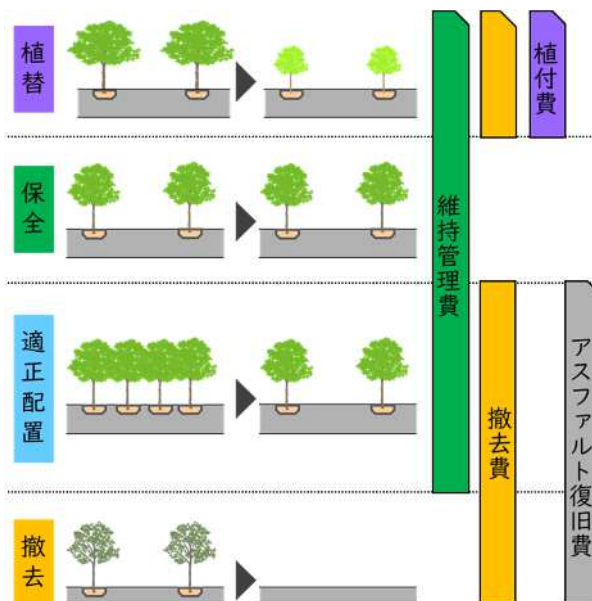 植替
保全
適正配置
撤去
維持管理費
撤去費
植付費
アスファルト復旧費